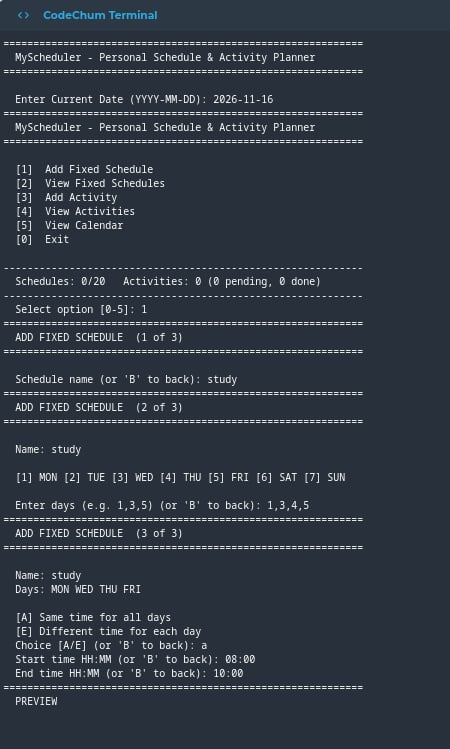 CodeChum Terminal
============================================================
MyScheduler - Personal Schedule & Activity Planner
============================================================
Enter Current Date (YYYY-MM-DD): 2026-11-16
============================================================
MyScheduler - Personal Schedule & Activity Planner
============================================================
[1]  Add Fixed Schedule
[2]  View Fixed Schedules
[3]  Add Activity
[4]  View Activities
[5]  View Calendar
[0]  Exit
------------------------------------------------------------
Schedules: 0/20   Activities: 0 (0 pending, 0 done)
------------------------------------------------------------
Select option [0-5]: 1
============================================================
ADD FIXED SCHEDULE  (1 of 3)
============================================================
Schedule name (or 'B' to back): study
============================================================
ADD FIXED SCHEDULE  (2 of 3)
============================================================
Name: study
[1] MON [2] TUE [3] WED [4] THU [5] FRI [6] SAT [7] SUN
Enter days (e.g. 1,3,5) (or 'B' to back): 1,3,4,5
============================================================
ADD FIXED SCHEDULE  (3 of 3)
============================================================
Name: study
Days: MON WED THU FRI
[A] Same time for all days
[E] Different time for each day
Choice [A/E] (or 'B' to back): a
Start time HH:MM (or 'B' to back): 08:00
End time HH:MM (or 'B' to back): 10:00
============================================================
PREVIEW